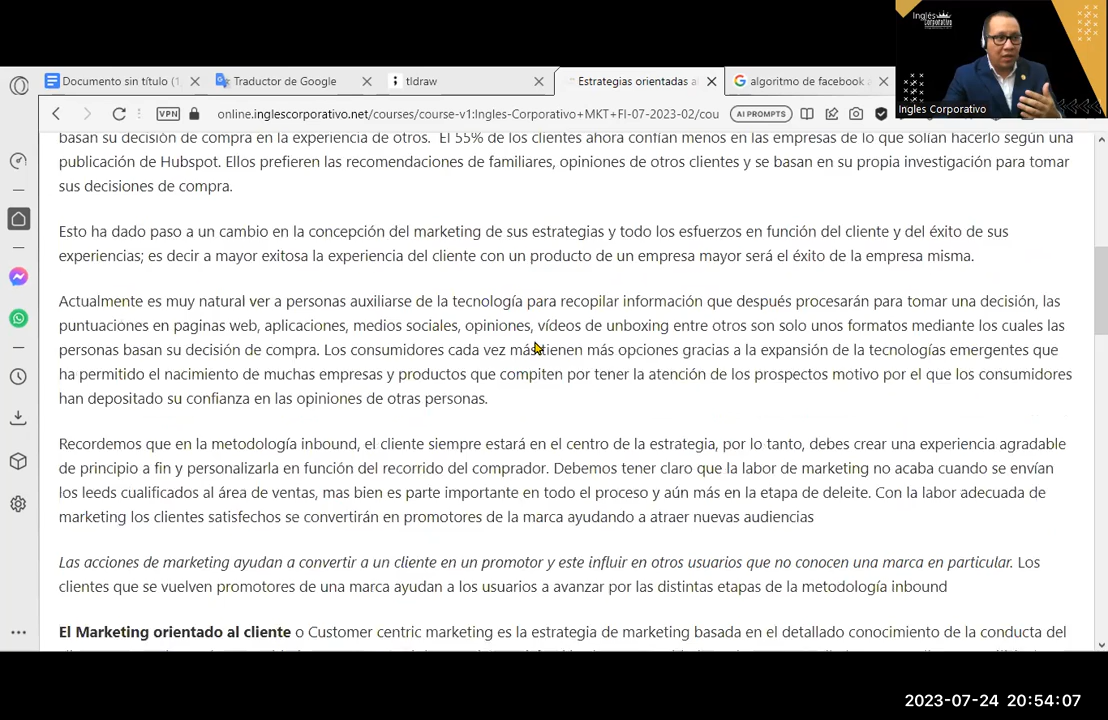 Inglés
Corporativo
Documento sin título (1
Traductor de Google
tldraw
Estrategias orientadas a
algoritmo de facebook a
Ingles Corporativo
VPN
online.inglescorporativo.net/courses/course-v1:Ingles-Corporativo+MKT+FI-07-2023-02/cou
AI PROMPTS
basan su decisión de compra en la experiencia de otros. El 55% de los clientes ahora confían menos en las empresas de lo que solían hacerlo según una
publicación de Hubspot. Ellos prefieren las recomendaciones de familiares, opiniones de otros clientes y se basan en su propia investigación para tomar
sus decisiones de compra.
Esto ha dado paso a un cambio en la concepción del marketing de sus estrategias y todo los esfuerzos en función del cliente y del éxito de sus
experiencias; es decir a mayor exitosa la experiencia del cliente con un producto de un empresa mayor será el éxito de la empresa misma.
Actualmente es muy natural ver a personas auxiliarse de la tecnología para recopilar información que después procesarán para tomar una decisión, las
puntuaciones en paginas web, aplicaciones, medios sociales, opiniones, vídeos de unboxing entre otros son solo unos formatos mediante los cuales las
personas basan su decisión de compra. Los consumidores cada vez más tienen más opciones gracias a la expansión de la tecnologías emergentes que
ha permitido el nacimiento de muchas empresas y productos que compiten por tener la atención de los prospectos motivo por el que los consumidores
han depositado su confianza en las opiniones de otras personas.
Recordemos que en la metodología inbound, el cliente siempre estará en el centro de la estrategia, por lo tanto, debes crear una experiencia agradable
de principio a fin y personalizarla en función del recorrido del comprador. Debemos tener claro que la labor de marketing no acaba cuando se envían
los leeds cualificados al área de ventas, mas bien es parte importante en todo el proceso y aún más en la etapa de deleite. Con la labor adecuada de
marketing los clientes satisfechos se convertirán en promotores de la marca ayudando a atraer nuevas audiencias
Las acciones de marketing ayudan a convertir a un cliente en un promotor y este influir en otros usuarios que no conocen una marca en particular. Los
clientes que se vuelven promotores de una marca ayudan a los usuarios a avanzar por las distintas etapas de la metodología inbound
El Marketing orientado al cliente o Customer centric marketing es la estrategia de marketing basada en el detallado conocimiento de la conducta del
2023-07-24 20:54:07